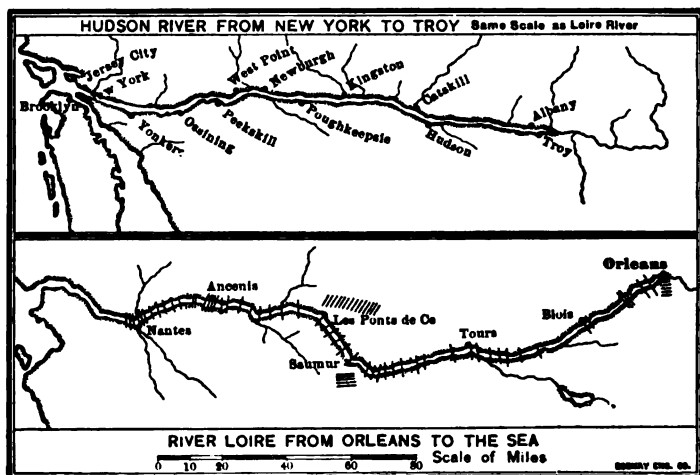 HUDSON RIVER FROM NEW YORK TO TROY Same Scale as Loire River
Jersey City
w York
Brooklyn
Yonker
Ossining
Peekskill
West Point
Newburgh
Poughkeepsie
Kingston
Catskill
Hudson
Albany
Troy
Orleans
Ancenis
Nantes
Les Ponts de Ce
Saumur
Tours
Blois
RIVER LOIRE FROM ORLEANS TO THE SEA
0 10 20 40 60 80 Scale of Miles